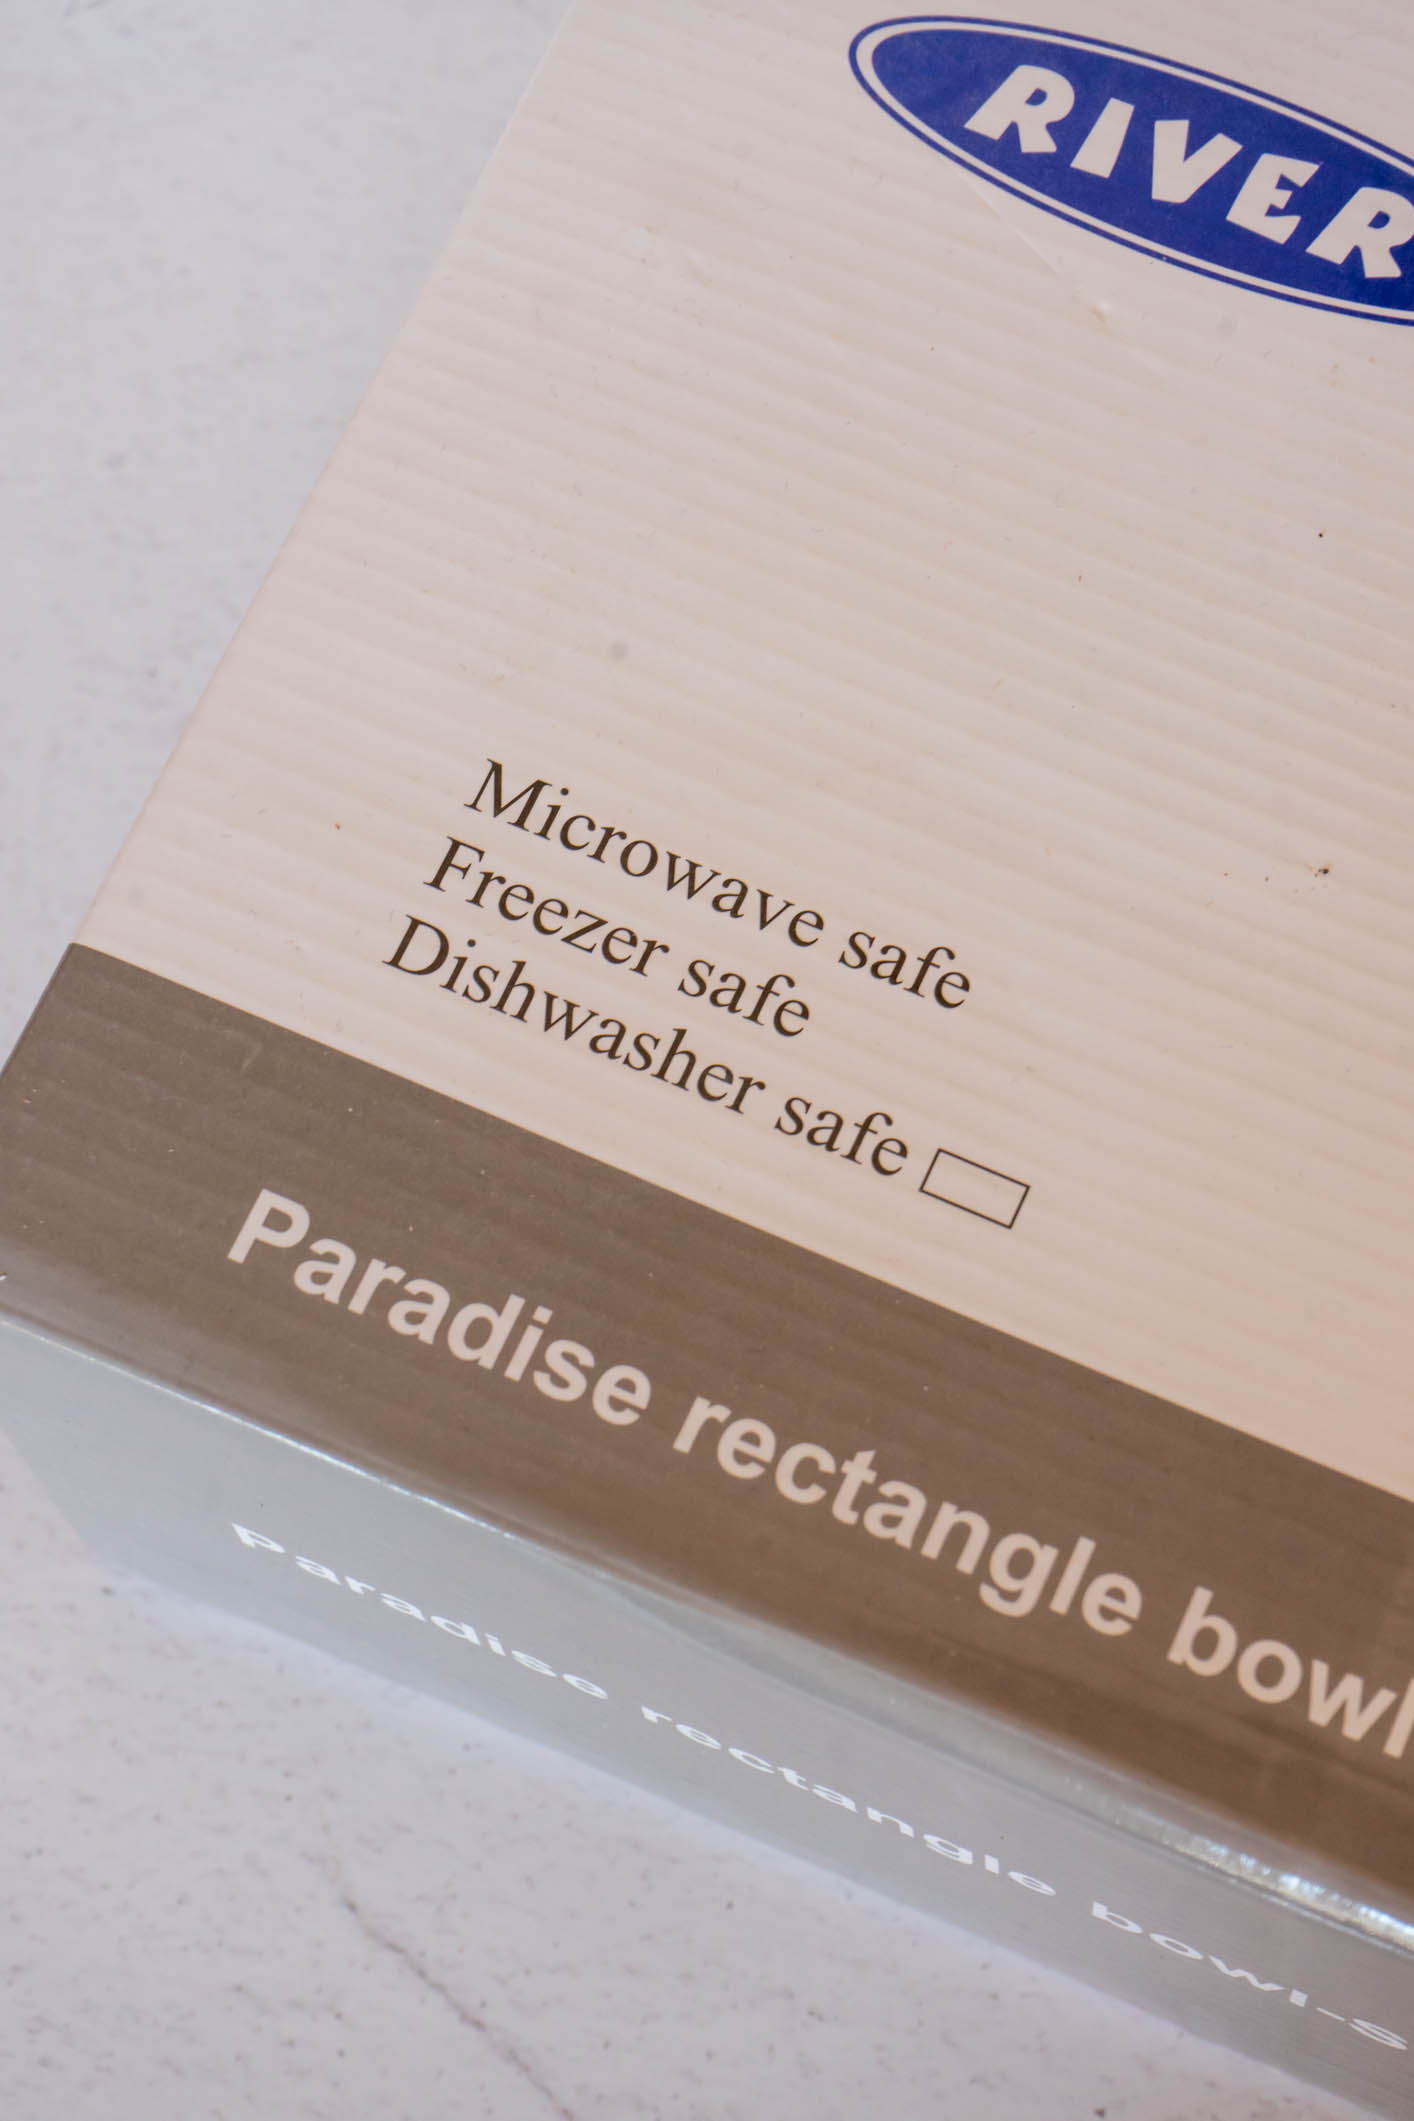 RIVER
Microwave safe
Freezer safe
Dishwasher safe
Paradise rectangle bowl
Paradise rectangle bowl-s